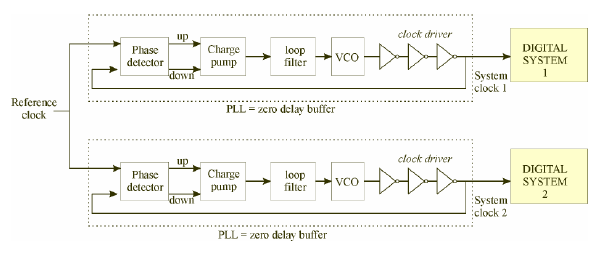 clock driver
Phase
detector
up
down
Charge
pump
loop
filter
VCO
DIGITAL
SYSTEM
1
System
clock 1
PLL = zero delay buffer
Reference
clock
clock driver
Phase
detector
up
down
Charge
pump
loop
filter
VCO
DIGITAL
SYSTEM
2
System
clock 2
PLL = zero delay buffer